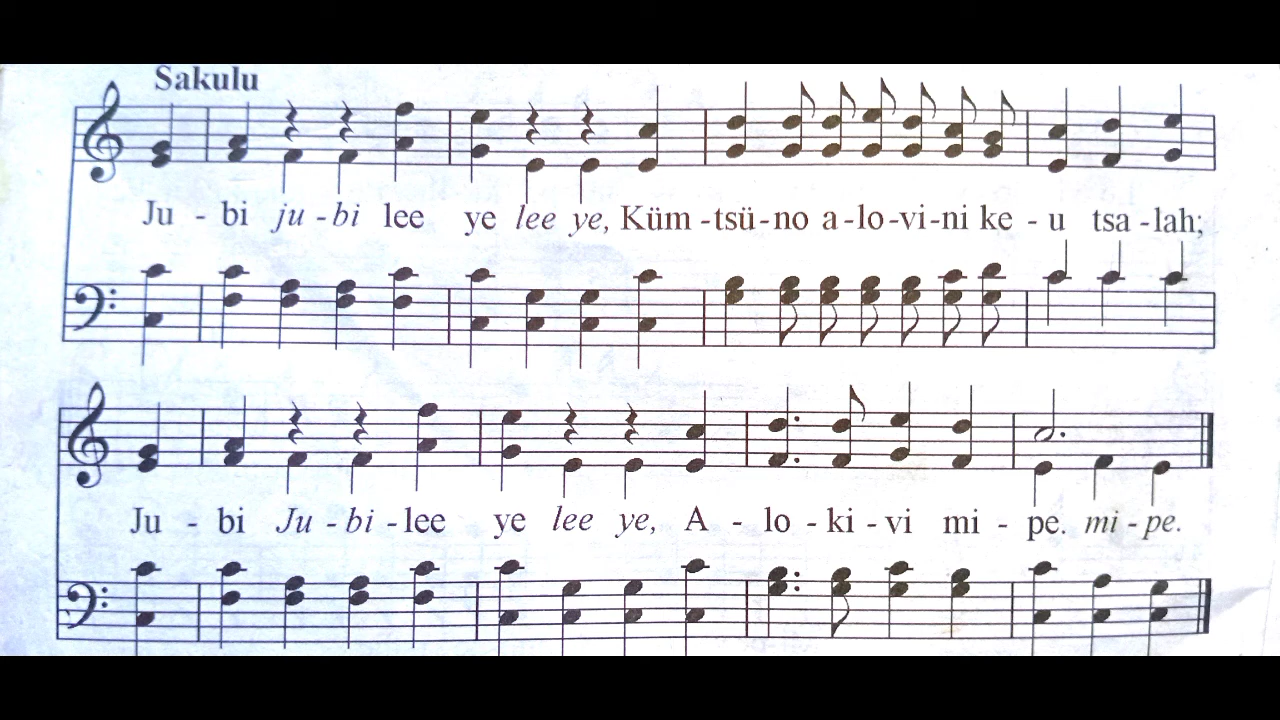 Sakulu
Ju - bi ju - bi lee ye lee ye, Küm - tsü - no a - lo - vi - ni ke - u tsa - lah;
Ju - bi Ju - bi - lee ye lee ye, A - lo - ki - vi mi - pe. mi - pe.